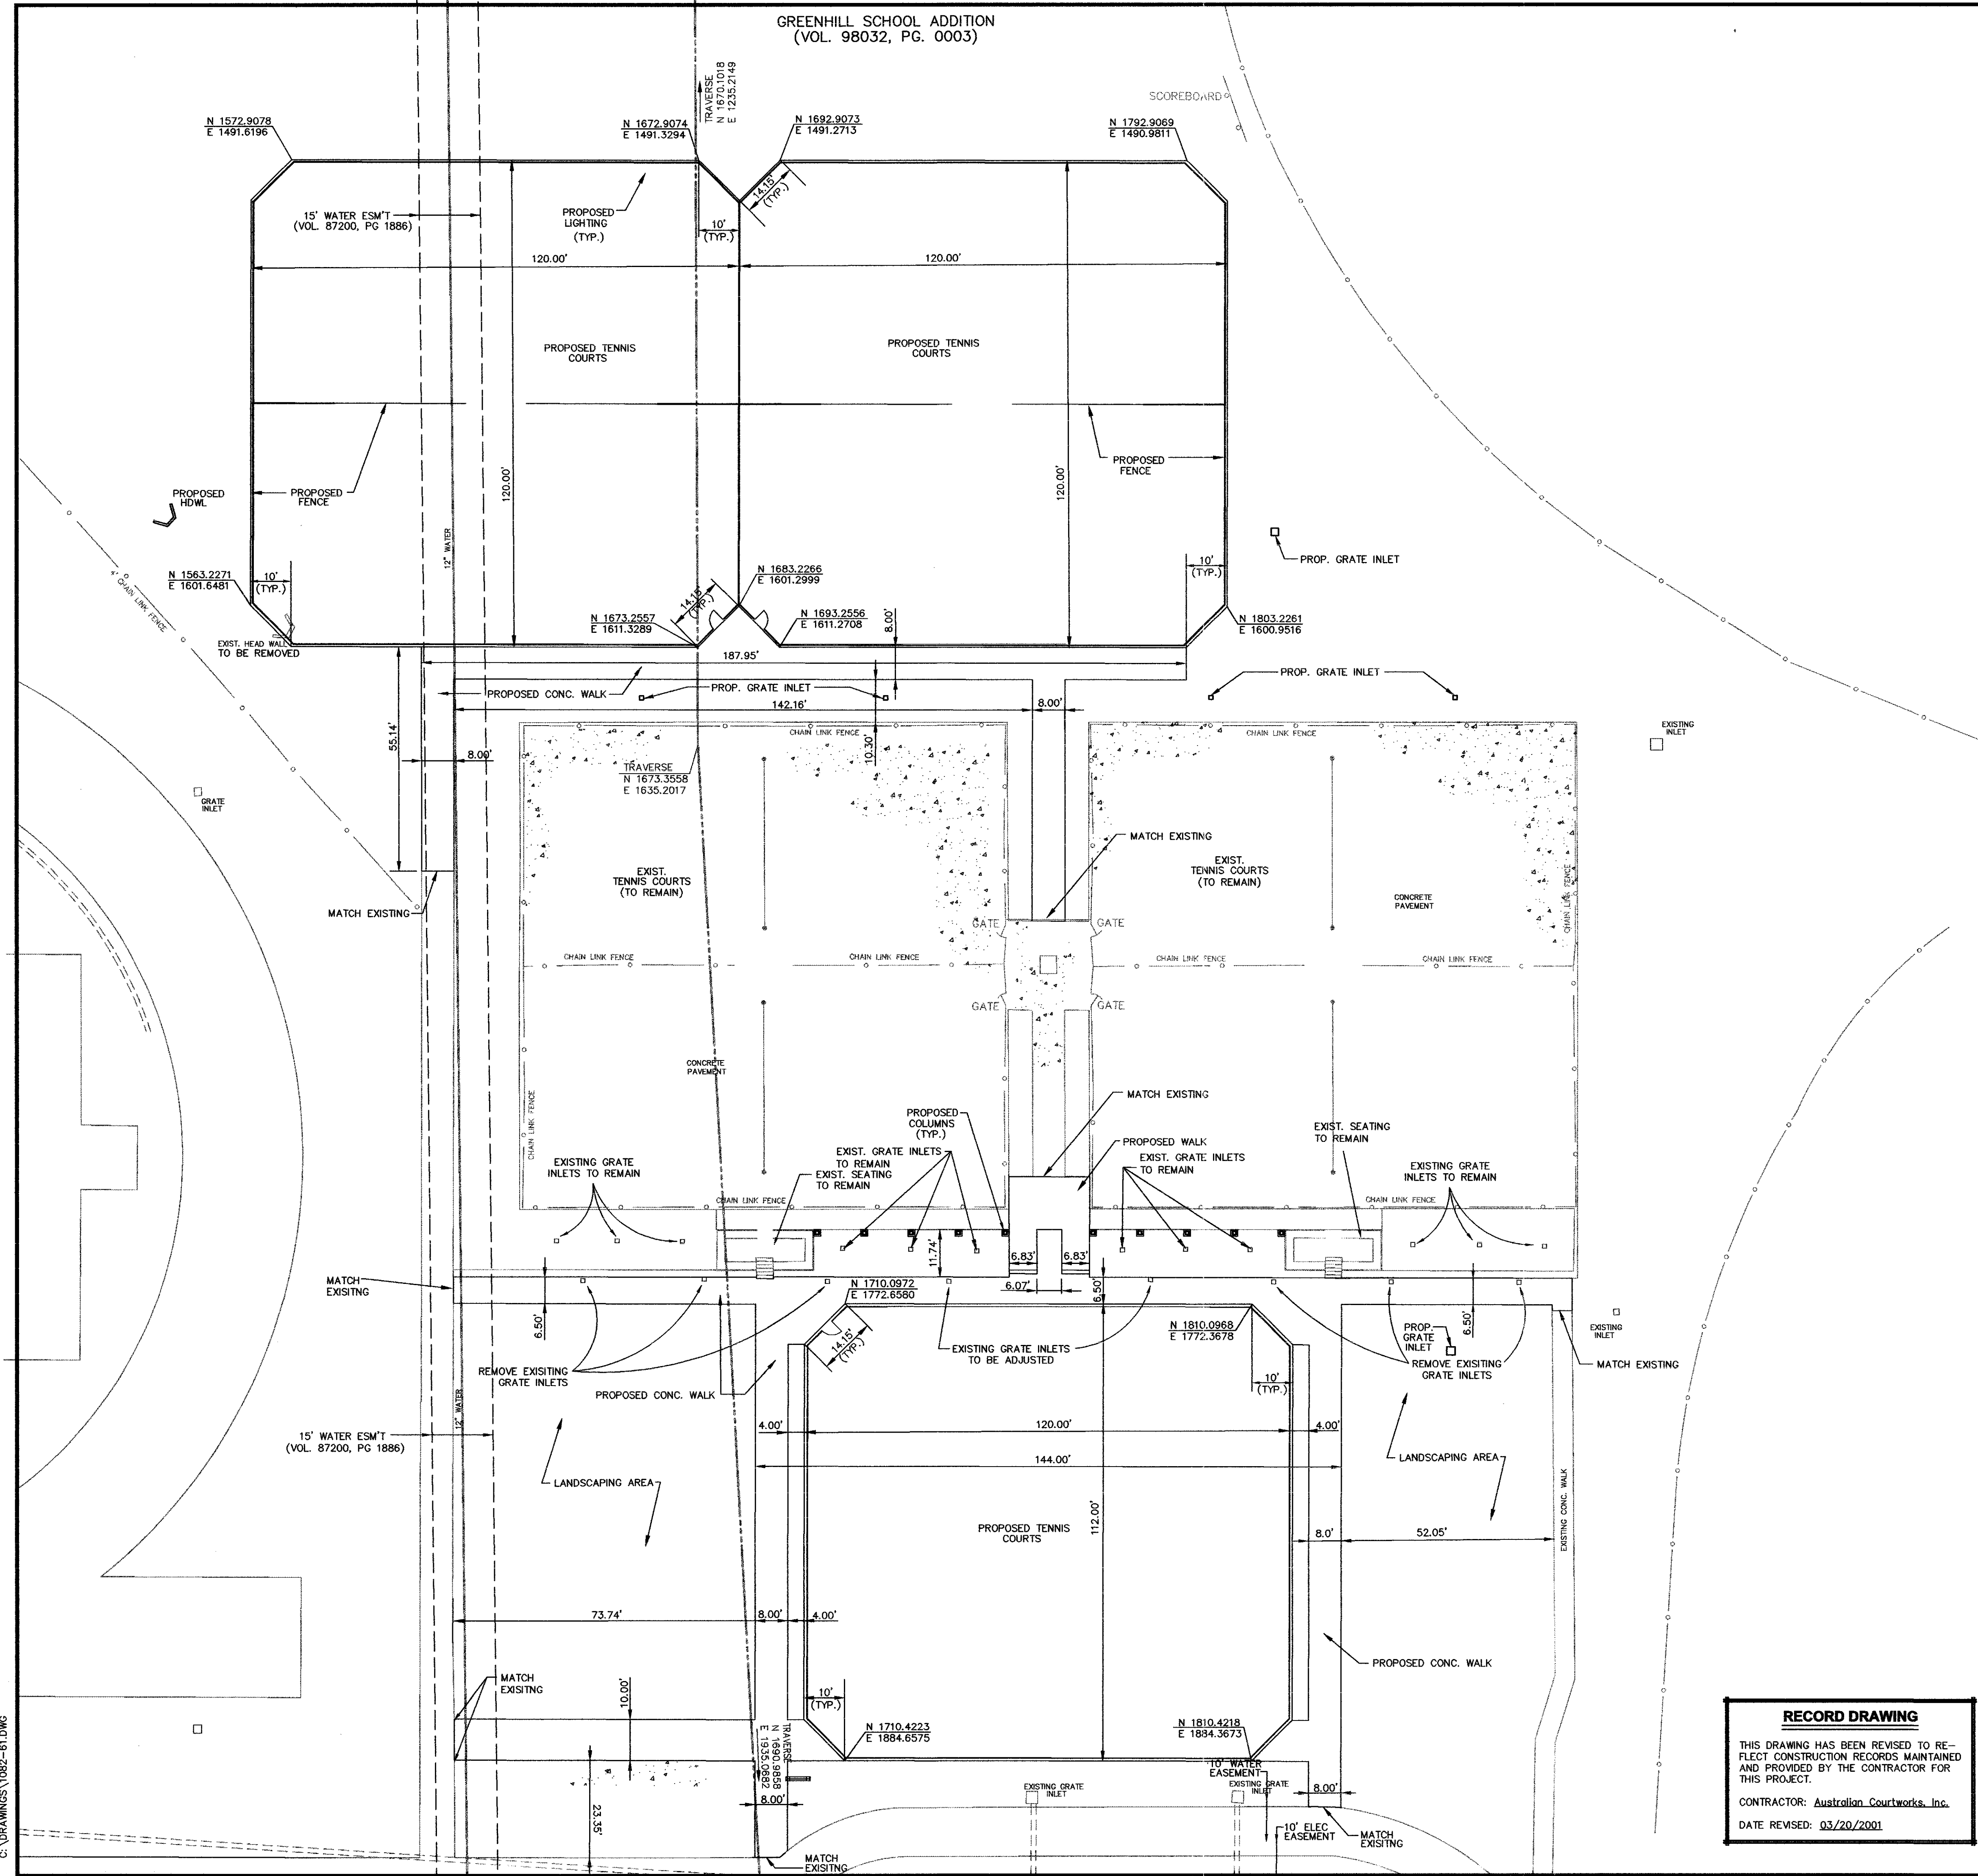 GREENHILL SCHOOL ADDITION
(VOL. 98032, PG. 0003)
TRAVERSE
N 1670.1018
E 1235.2149
SCOREBOARD
N 1572.9078
E 1491.6196
N 1672.9074
E 1491.3294
N 1692.9073
E 1491.2713
N 1792.9069
E 1490.9811
15' WATER ESM'T
(VOL. 87200, PG 1886)
PROPOSED
LIGHTING
(TYP.)
10'
(TYP.)
14.15'
(TYP.)
120.00'
120.00'
PROPOSED TENNIS
COURTS
PROPOSED TENNIS
COURTS
120.00'
120.00'
PROPOSED
HDWL
PROPOSED
FENCE
PROPOSED
FENCE
12" WATER
4' CHAIN LINK FENCE
PROP. GRATE INLET
N 1563.2271
E 1601.6481
10'
(TYP.)
N 1683.2266
E 1601.2999
14.15'
(TYP.)
N 1673.2557
E 1611.3289
N 1693.2556
E 1611.2708
8.00'
10'
(TYP.)
N 1803.2261
E 1600.9516
EXIST. HEAD WALL
TO BE REMOVED
187.95'
PROPOSED CONC. WALK
PROP. GRATE INLET
PROP. GRATE INLET
142.16'
8.00'
10.30'
55.14'
8.00'
CHAIN LINK FENCE
CHAIN LINK FENCE
EXISTING
INLET
TRAVERSE
N 1673.3558
E 1635.2017
GRATE
INLET
MATCH EXISTING
EXIST.
TENNIS COURTS
(TO REMAIN)
EXIST.
TENNIS COURTS
(TO REMAIN)
CONCRETE
PAVEMENT
CHAIN LINK FENCE
MATCH EXISTING
GATE
GATE
CHAIN LINK FENCE
CHAIN LINK FENCE
CHAIN LINK FENCE
CHAIN LINK FENCE
GATE
GATE
CONCRETE
PAVEMENT
CHAIN LINK FENCE
MATCH EXISTING
PROPOSED
COLUMNS
(TYP.)
PROPOSED WALK
EXIST. SEATING
TO REMAIN
EXIST. GRATE INLETS
TO REMAIN
EXIST. SEATING
TO REMAIN
EXIST. GRATE INLETS
TO REMAIN
EXISTING GRATE
INLETS TO REMAIN
EXISTING GRATE
INLETS TO REMAIN
CHAIN LINK FENCE
CHAIN LINK FENCE
11.74'
6.83'
6.83'
6.07'
6.50'
MATCH
EXISITNG
6.50'
N 1710.0972
E 1772.6580
14.15'
(TYP.)
N 1810.0968
E 1772.3678
PROP.
GRATE
INLET
6.50'
EXISTING
INLET
MATCH EXISTING
EXISTING GRATE INLETS
TO BE ADJUSTED
REMOVE EXISITING
GRATE INLETS
REMOVE EXISITING
GRATE INLETS
PROPOSED CONC. WALK
10'
(TYP.)
12" WATER
4.00'
120.00'
4.00'
15' WATER ESM'T
(VOL. 87200, PG 1886)
144.00'
LANDSCAPING AREA
LANDSCAPING AREA
EXISTING CONC. WALK
PROPOSED TENNIS
COURTS
112.00'
8.0'
52.05'
73.74'
8.00'
4.00'
PROPOSED CONC. WALK
MATCH
EXISITNG
10.00'
10'
(TYP.)
N 1710.4223
E 1884.6575
N 1810.4218
E 1884.3673
TRAVERSE
N 1690.9858
E 1935.0682
10' WATER
EASEMENT
EXISTING GRATE
INLET
EXISTING GRATE
INLET
8.00'
8.00'
23.35'
10' ELEC
EASEMENT
MATCH
EXISITNG
MATCH
EXISITNG
RECORD DRAWING
THIS DRAWING HAS BEEN REVISED TO RE-
FLECT CONSTRUCTION RECORDS MAINTAINED
AND PROVIDED BY THE CONTRACTOR FOR
THIS PROJECT.
CONTRACTOR: Australian Courtworks, Inc.
DATE REVISED: 03/20/2001
C:\DRAWINGS\1082-61.DWG